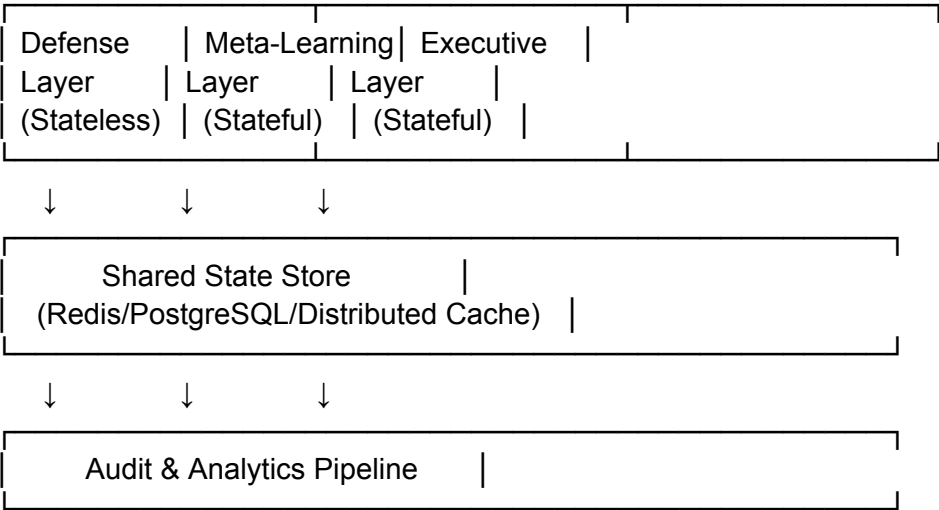 Defense │ Meta-Learning│ Executive │
│ Layer │ Layer │ Layer │
│ (Stateless) │ (Stateful) │ (Stateful) │
↓ ↓ ↓
│ Shared State Store │
│ (Redis/PostgreSQL/Distributed Cache) │
↓ ↓ ↓
│ Audit & Analytics Pipeline │